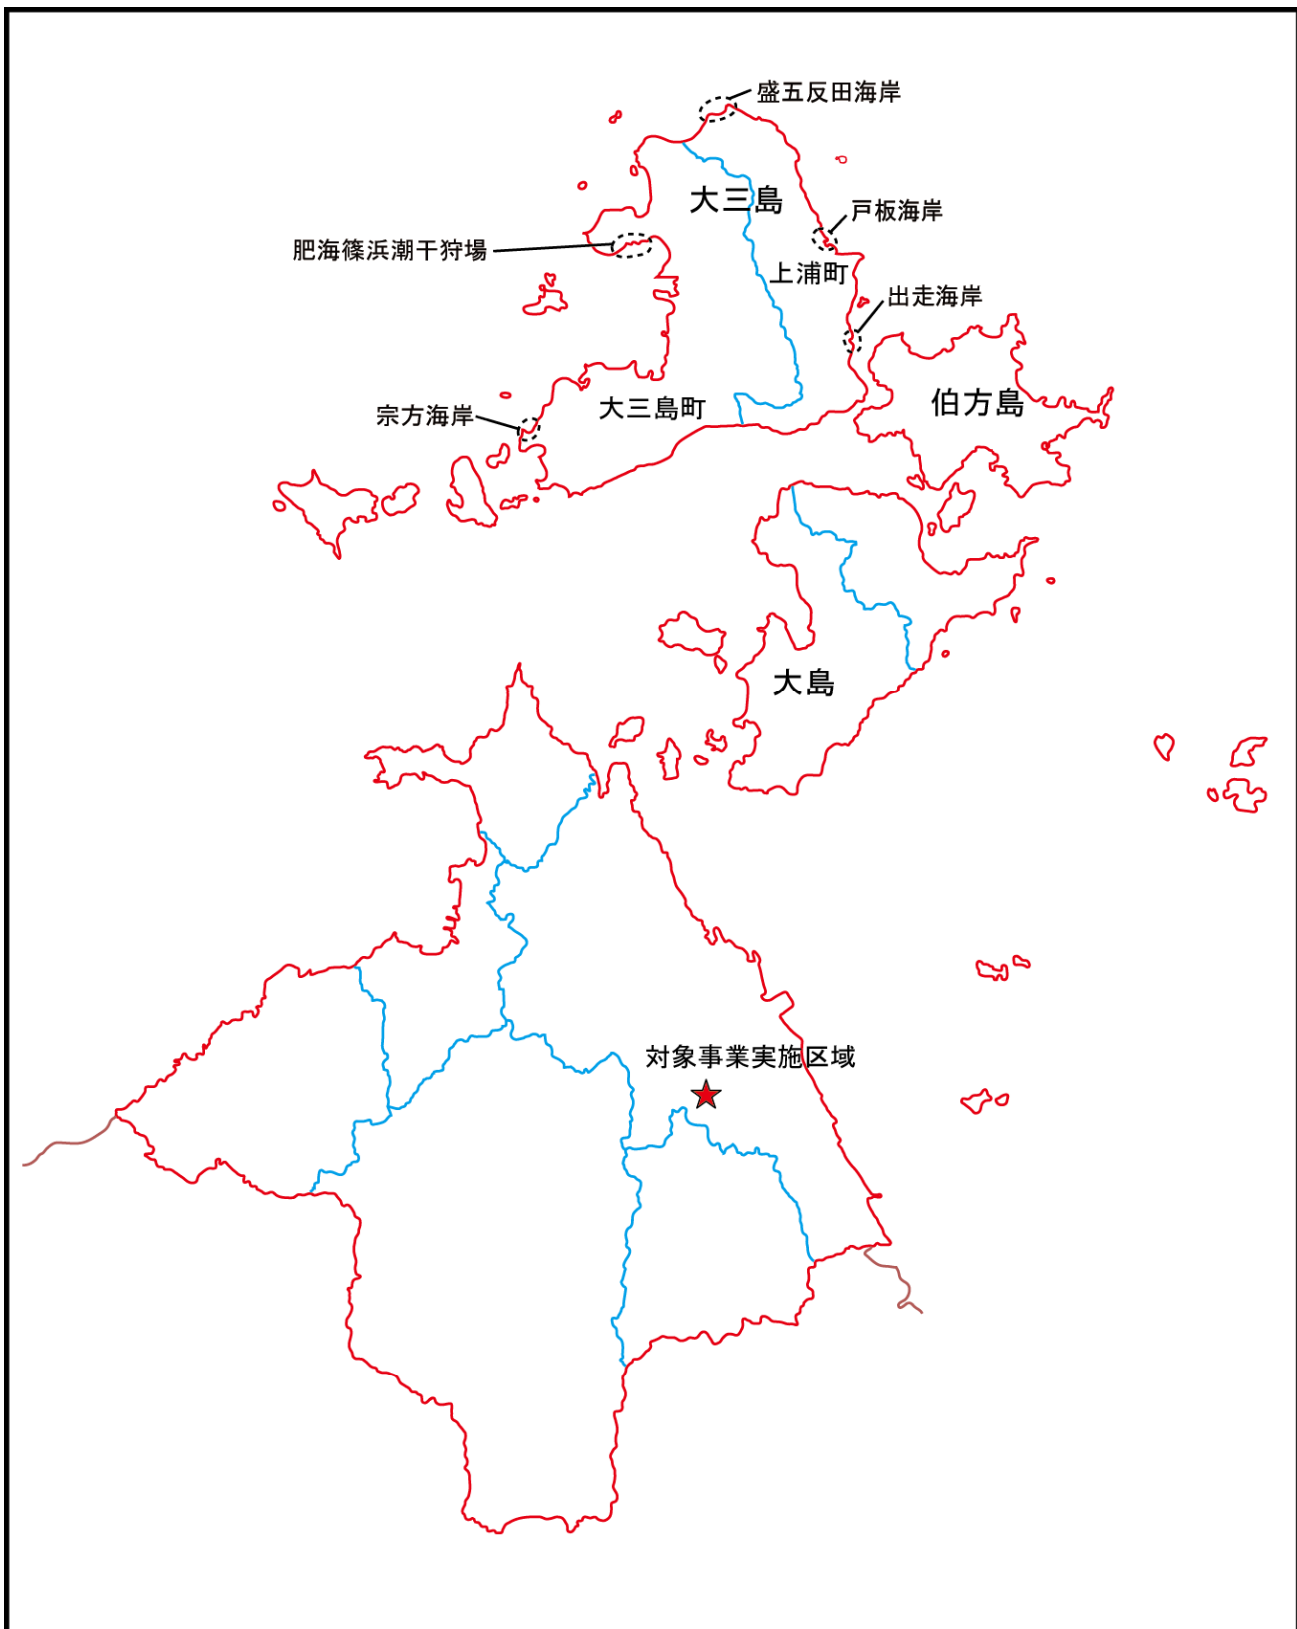 盛五反田海岸
大三島
戸板海岸
肥海篠浜潮干狩場
上浦町
出走海岸
伯方島
宗方海岸
大三島町
大島
対象事業実施区域